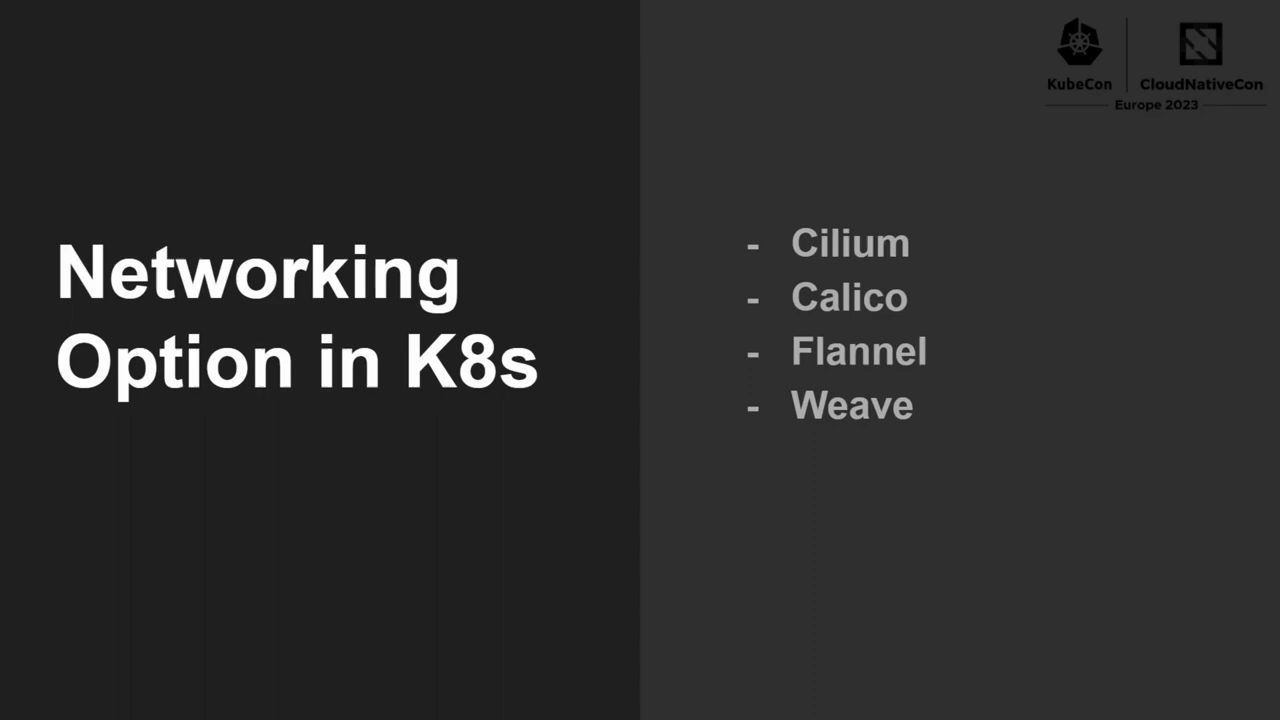 Networking
Option in K8s
- Cilium
- Calico
- Flannel
- Weave
KubeCon
CloudNativeCon
Europe 2023